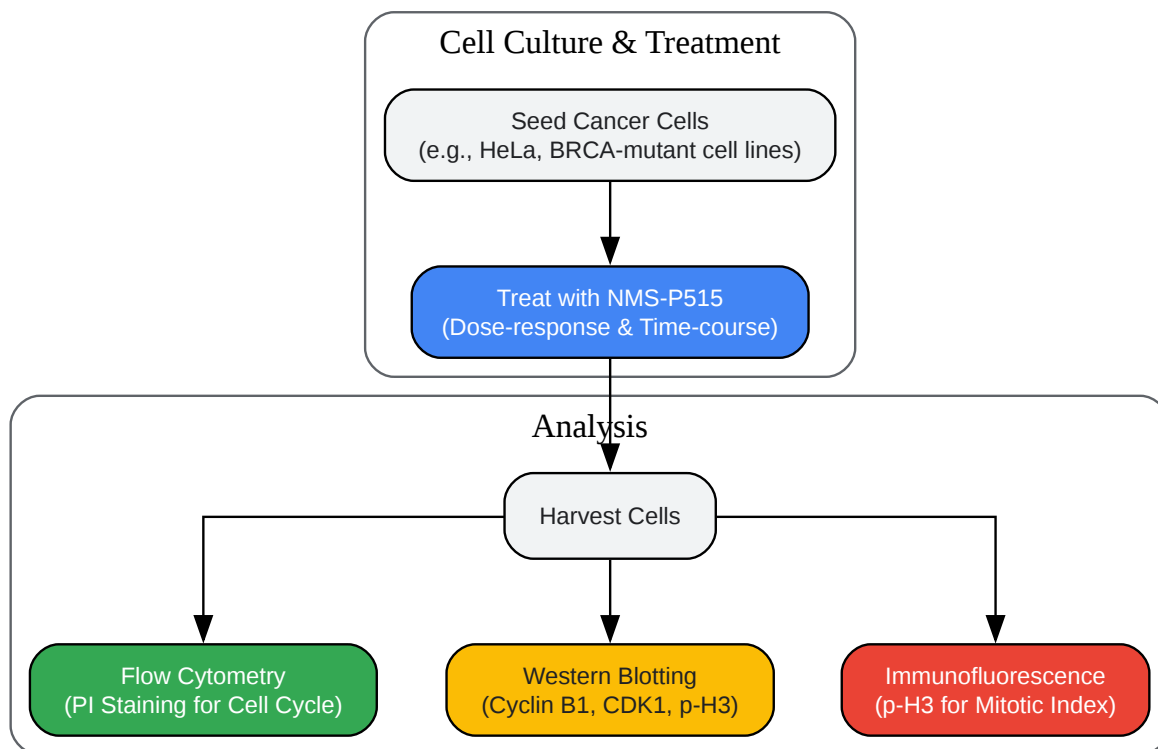 Cell Culture & Treatment
Seed Cancer Cells
(e.g., HeLa, BRCA-mutant cell lines)
Treat with NMS-P515
(Dose-response & Time-course)
Analysis
Harvest Cells
Flow Cytometry
(PI Staining for Cell Cycle)
Western Blotting
(Cyclin B1, CDK1, p-H3)
Immunofluorescence
(p-H3 for Mitotic Index)